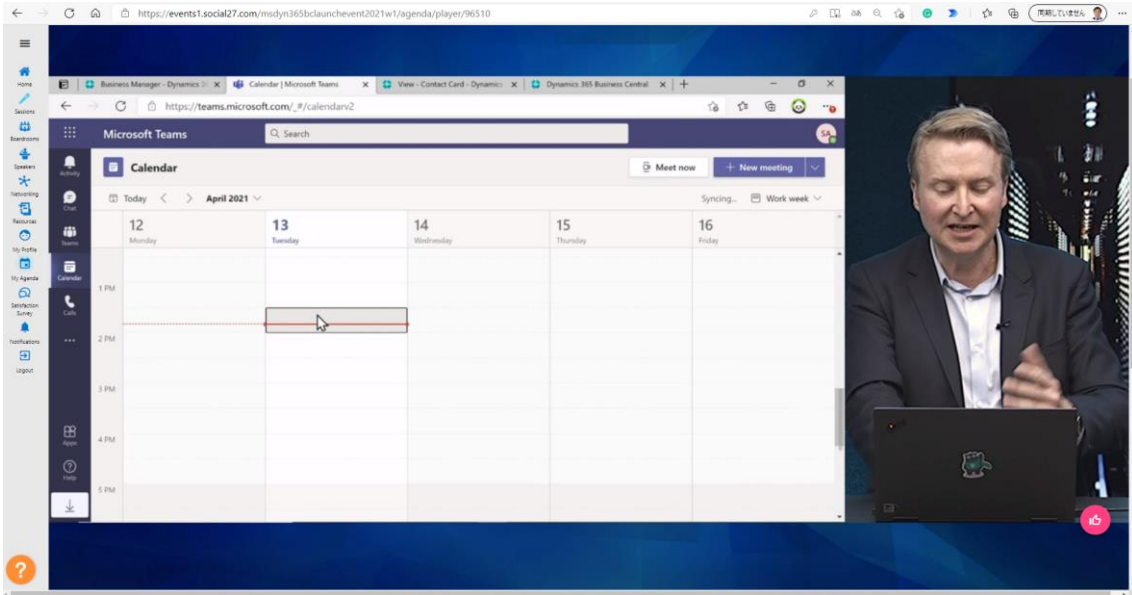 https://events1.social27.com/msdyn365bclaunchevent2021w1/agenda/player/96510
同期していません
Home
Sessions
Boardrooms
Speakers
Networking
Resources
My Profile
My Agenda
Satisfaction
Survey
Notifications
Logout
?
Business Manager - Dynamics 3
Calendar | Microsoft Teams
View - Contact Card - Dynamics
Dynamics 365 Business Central
https://teams.microsoft.com/_#/calendarv2
Microsoft Teams
Search
SA
Activity
Chat
Teams
Calendar
Calls
Apps
Help
Calendar
Meet now
+ New meeting
Today
April 2021
Syncing...
Work week
12
Monday
13
Tuesday
14
Wednesday
15
Thursday
16
Friday
1 PM
2 PM
3 PM
4 PM
5 PM